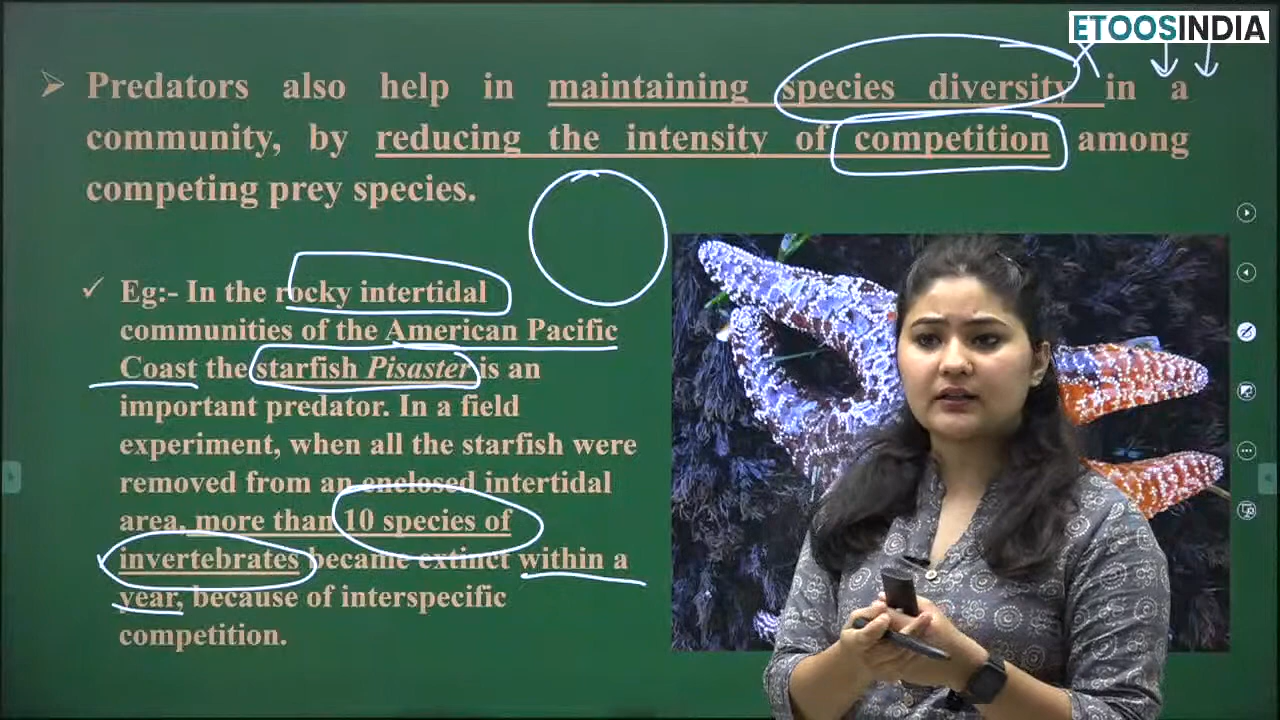 ETOOSINDIA
Predators also help in maintaining species diversity in a
community, by reducing the intensity of competition among
competing prey species.
Eg:- In the rocky intertidal
communities of the American Pacific
Coast the starfish Pisaster is an
important predator. In a field
experiment, when all the starfish were
removed from an enclosed intertidal
area, more than 10 species of
invertebrates became extinct within a
year, because of interspecific
competition.